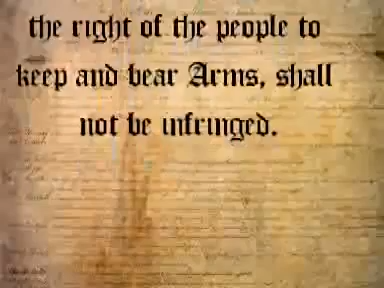 the right of the people to
keep and bear Arms, shall
not be infringed.